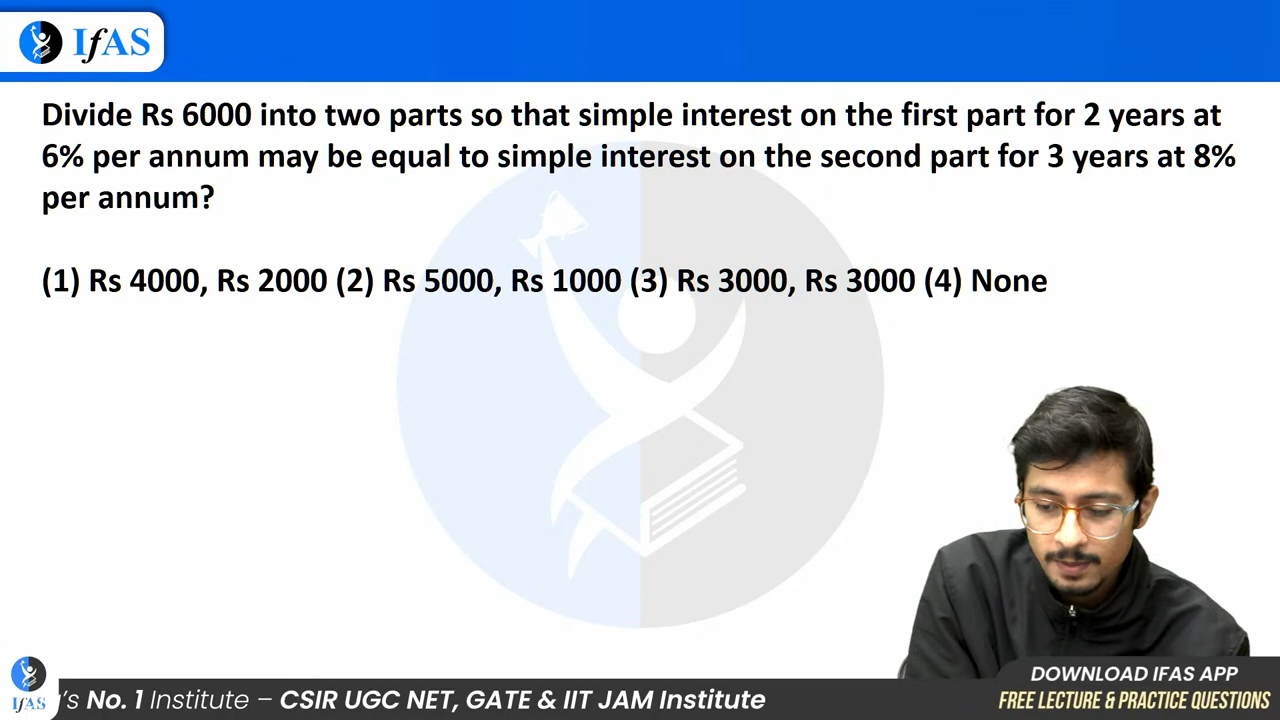 IfAS
Divide Rs 6000 into two parts so that simple interest on the first part for 2 years at
6% per annum may be equal to simple interest on the second part for 3 years at 8%
per annum?
(1) Rs 4000, Rs 2000 (2) Rs 5000, Rs 1000 (3) Rs 3000, Rs 3000 (4) None
DOWNLOAD IFAS APP
IfAS
's No. 1 Institute – CSIR UGC NET, GATE & IIT JAM Institute
FREE LECTURE & PRACTICE QUESTIONS